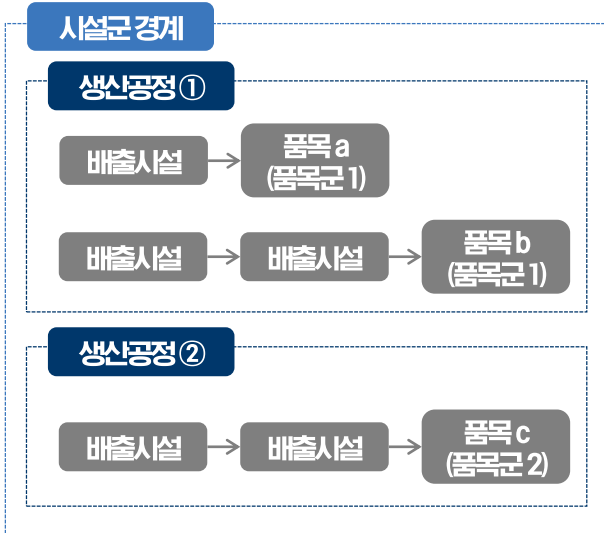 시설군 경계
생산공정 ①
배출시설
품목 a
(품목군 1)
배출시설
배출시설
품목 b
(품목군 1)
생산공정 ②
배출시설
배출시설
품목 c
(품목군 2)